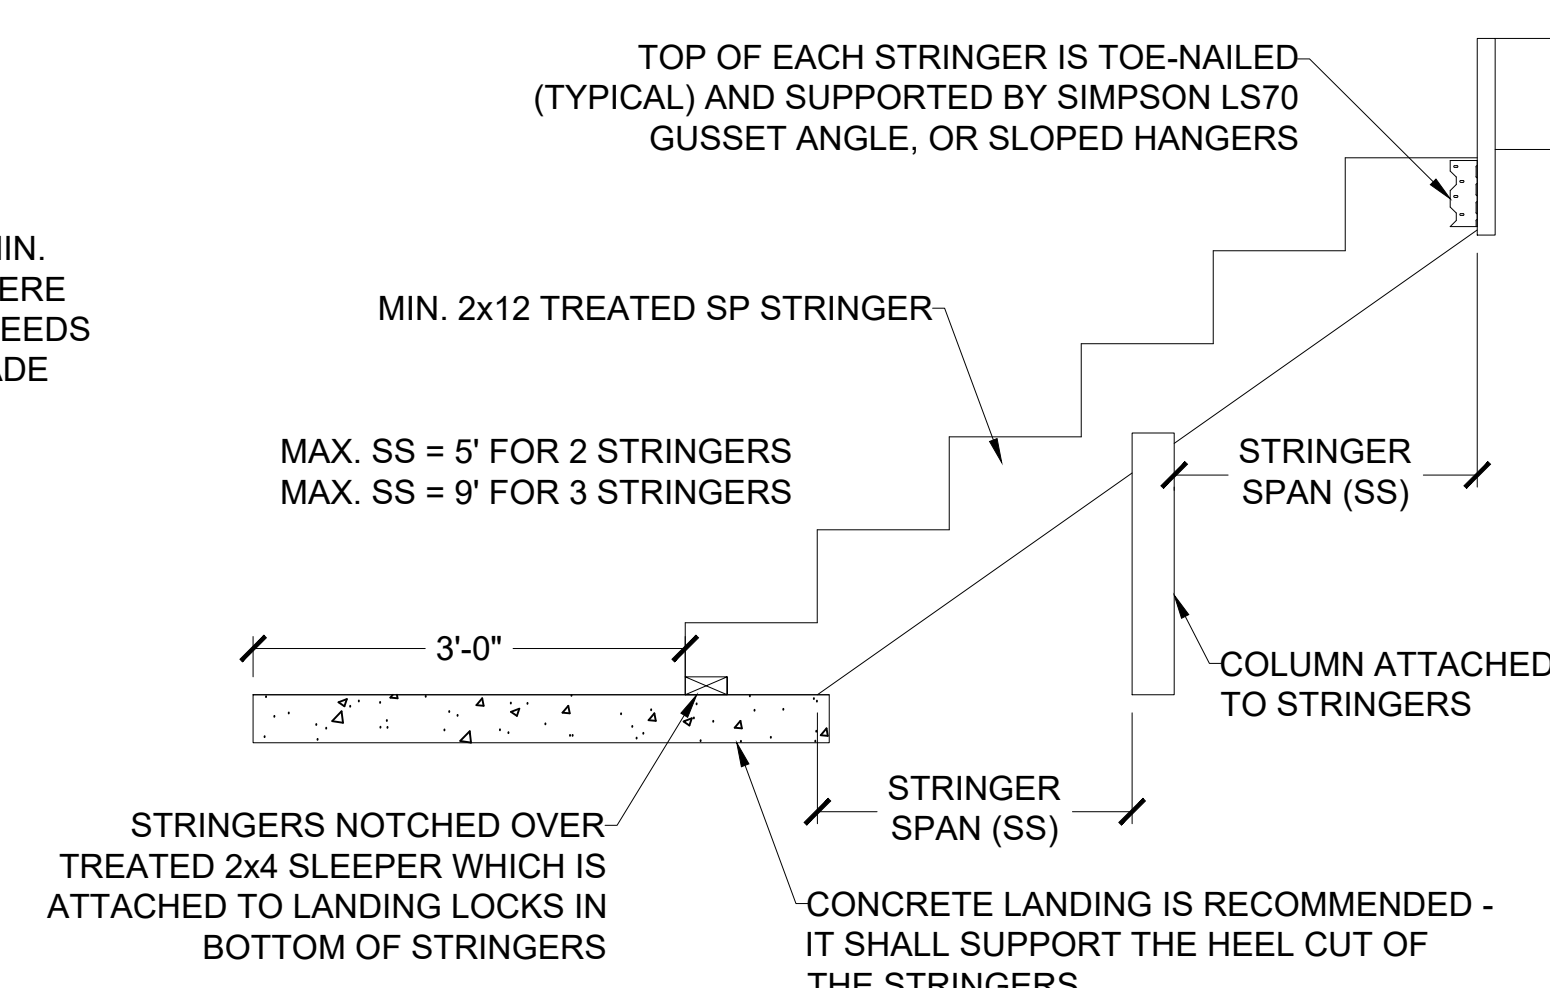 TOP OF EACH STRINGER IS TOE-NAILED
(TYPICAL) AND SUPPORTED BY SIMPSON LS70
GUSSET ANGLE, OR SLOPED HANGERS
MIN. 2x12 TREATED SP STRINGER
MAX. SS = 5' FOR 2 STRINGERS
MAX. SS = 9' FOR 3 STRINGERS
STRINGER
SPAN (SS)
3'-0"
COLUMN ATTACHED
TO STRINGERS
STRINGER
SPAN (SS)
STRINGERS NOTCHED OVER
TREATED 2x4 SLEEPER WHICH IS
ATTACHED TO LANDING LOCKS IN
BOTTOM OF STRINGERS
CONCRETE LANDING IS RECOMMENDED -
IT SHALL SUPPORT THE HEEL CUT OF
THE STRINGERS